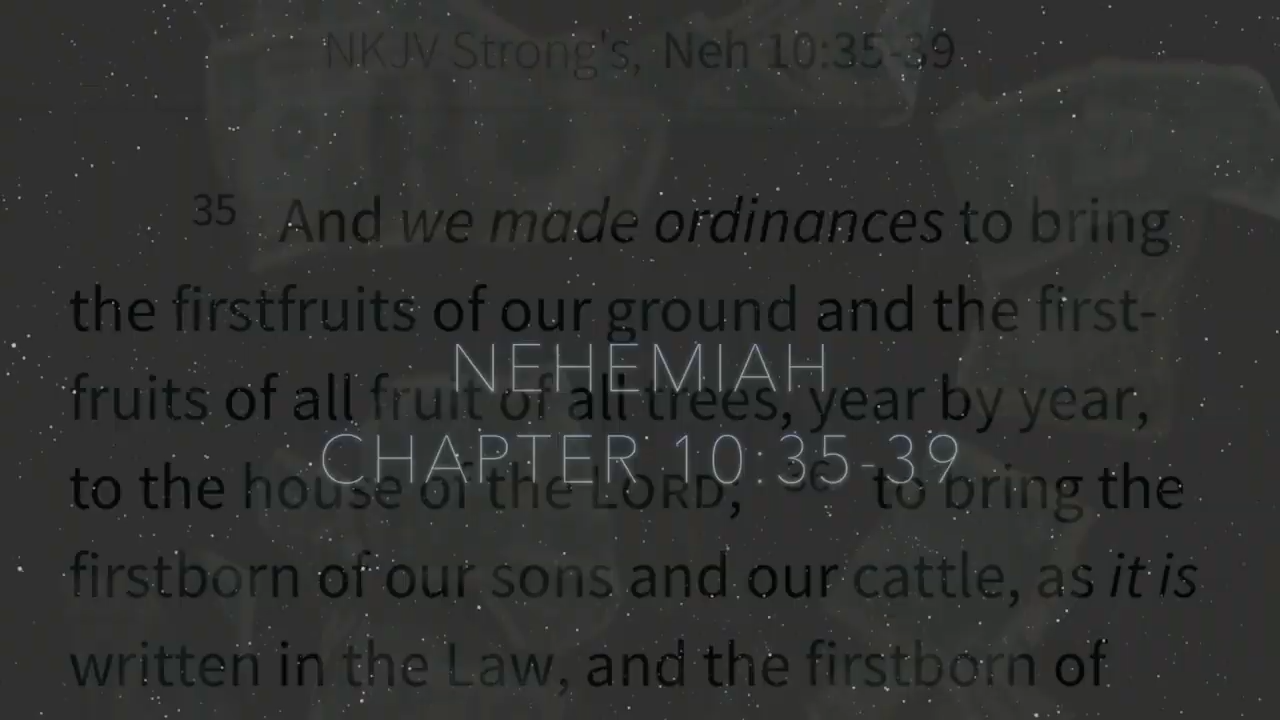 NKJV Strong's, Neh 10:35-39
35 And we made ordinances to bring
the firstfruits of our ground and the first-
NEHEMIAH
fruits of all fruit of all trees, year by year,
CHAPTER 10:35-39
to the house of the LORD; 36 to bring the
firstborn of our sons and our cattle, as it is
written in the Law, and the firstborn of